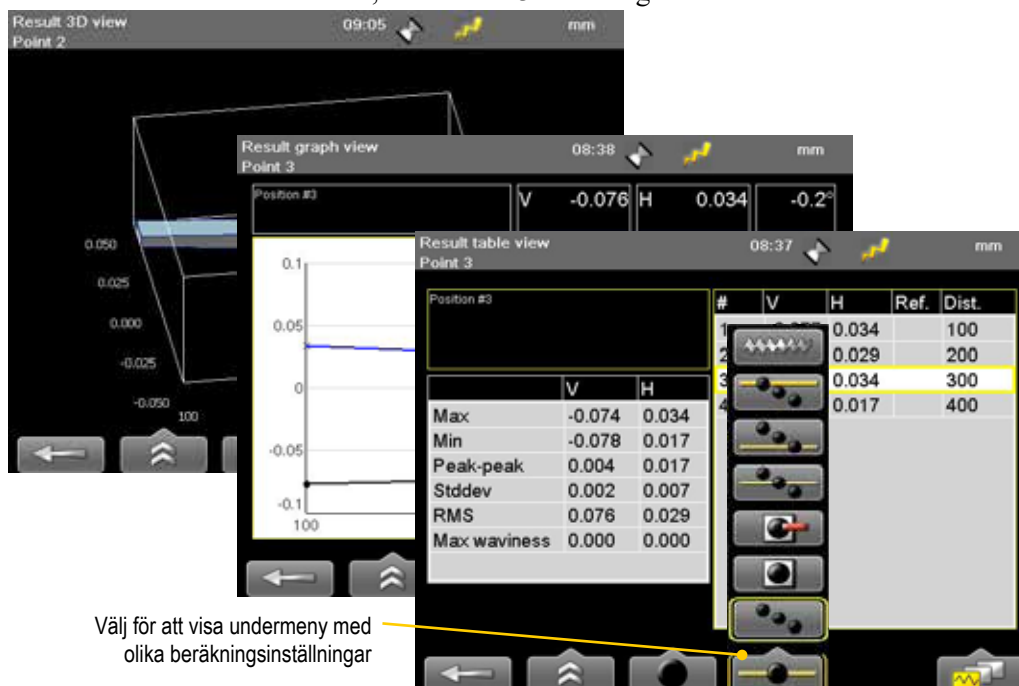 Result 3D view
09:05
mm
Point 2
0.050
0.025
0.000
-0.025
-0.050
100
Result graph view
08:38
mm
Point 3
Position #3
V -0.076 H 0.034 -0.2°
0.1
0.05
0
-0.05
-0.1
100
Result table view
08:37
mm
Point 3
Position #3
V H
Max -0.074 0.034
Min -0.078 0.017
Peak-peak 0.004 0.017
Stddev 0.002 0.007
RMS 0.076 0.029
Max waviness 0.000 0.000
# V H Ref. Dist.
1 0.034 100
2 0.029 200
3 0.034 300
4 0.017 400
Välj för att visa undermeny med
olika beräkningsinställningar